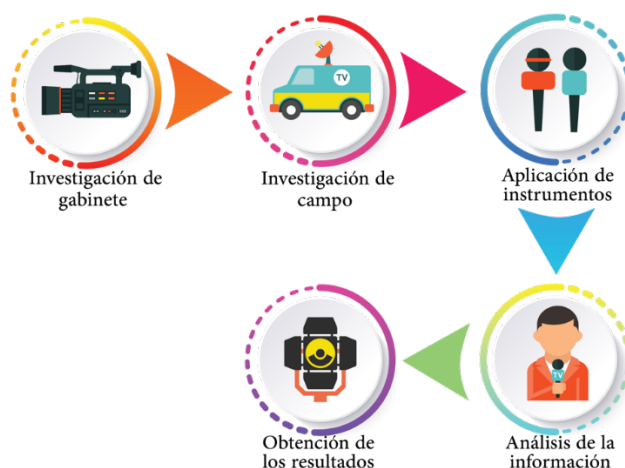 TV
Investigación de
gabinete
Investigación de
campo
Aplicación de
instrumentos
TV
Obtención de
los resultados
Análisis de la
información